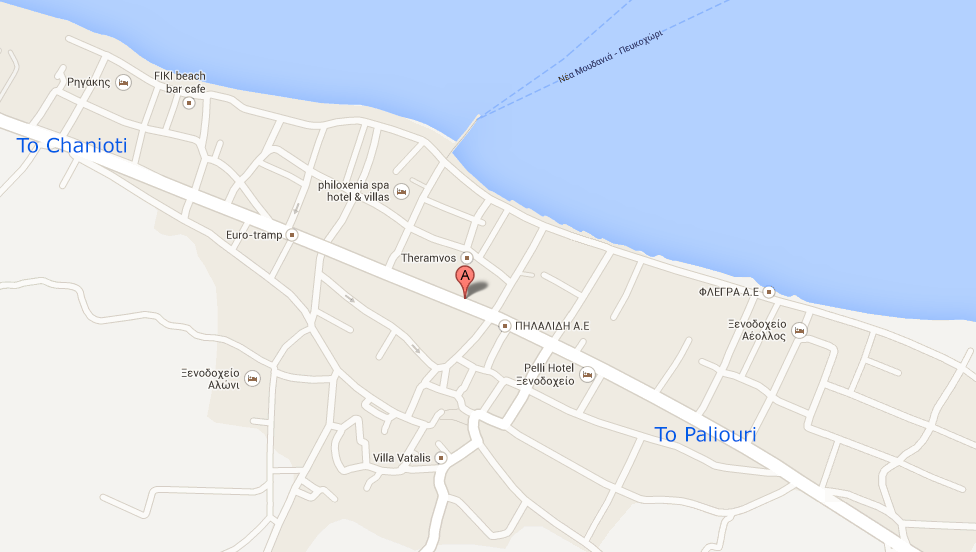 Νέα Μουδανιά - Πευκοχώρι
FIKI beach
bar cafe
Ρηγάκης
To Chanioti
philoxenia spa
hotel & villas
Euro-tramp
Theramvos
A
ΦΛΕΓΡΑ Α.Ε
ΠΗΛΑΛΙΔΗ Α.Ε
Ξενοδοχείο
Αέολλος
Ξενοδοχείο
Αλώνι
Pelli Hotel
Ξενοδοχείο
To Paliouri
Villa Vatalis